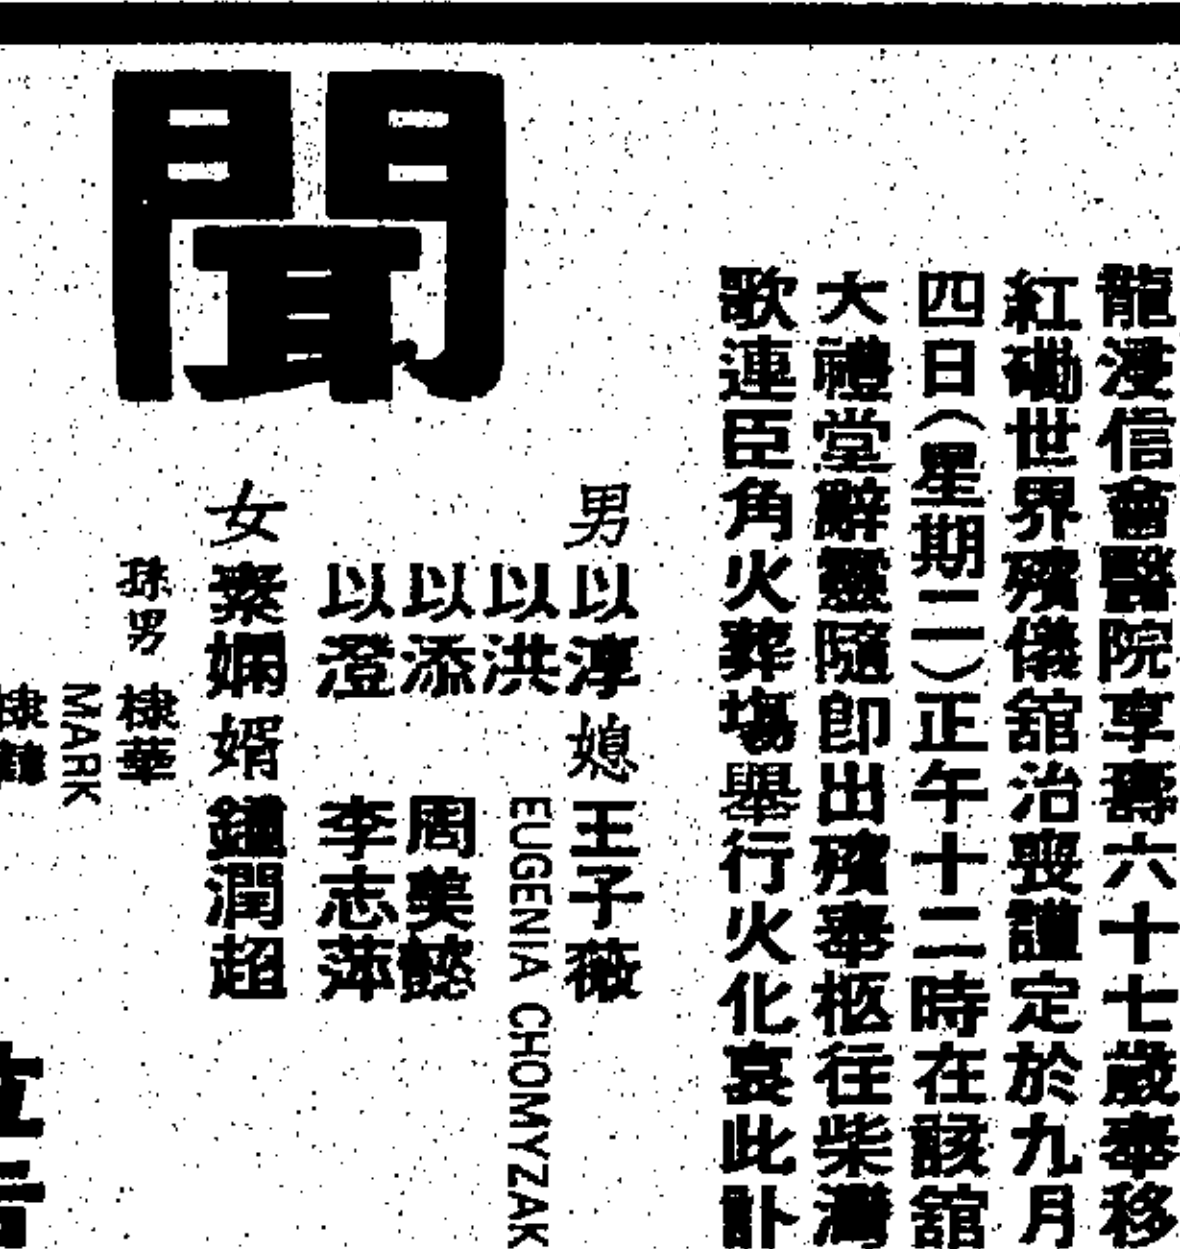 龍浸信會醫院享壽六十七歲奉移
紅磡世界殯儀館治喪謹定於九月
四日（星期二）正午十二時在該館
大禮堂辭靈隨即出殯奉柩往柴灣
歌連臣角火葬場舉行火化哀此訃
聞
男 以淳 媳 王子薇
以洪 EUGENIA CHOMYZAK
以添 周美懿
以澄 李志萍
女 素嫻 婿 鍾潤超
孫男 棣華
MARK